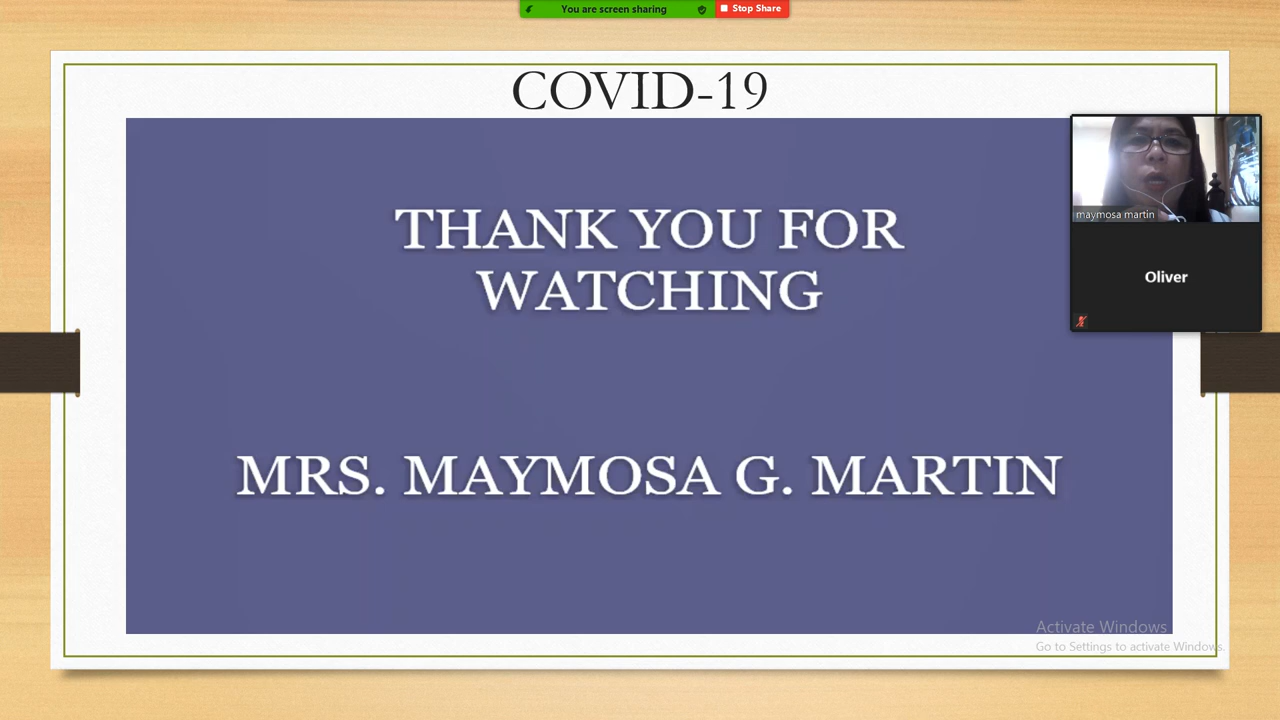 You are screen sharing
Stop Share
COVID-19
THANK YOU FOR
WATCHING
MRS. MAYMOSA G. MARTIN
maymosa martin
Oliver
Activate Windows
Go to Settings to activate Windows.